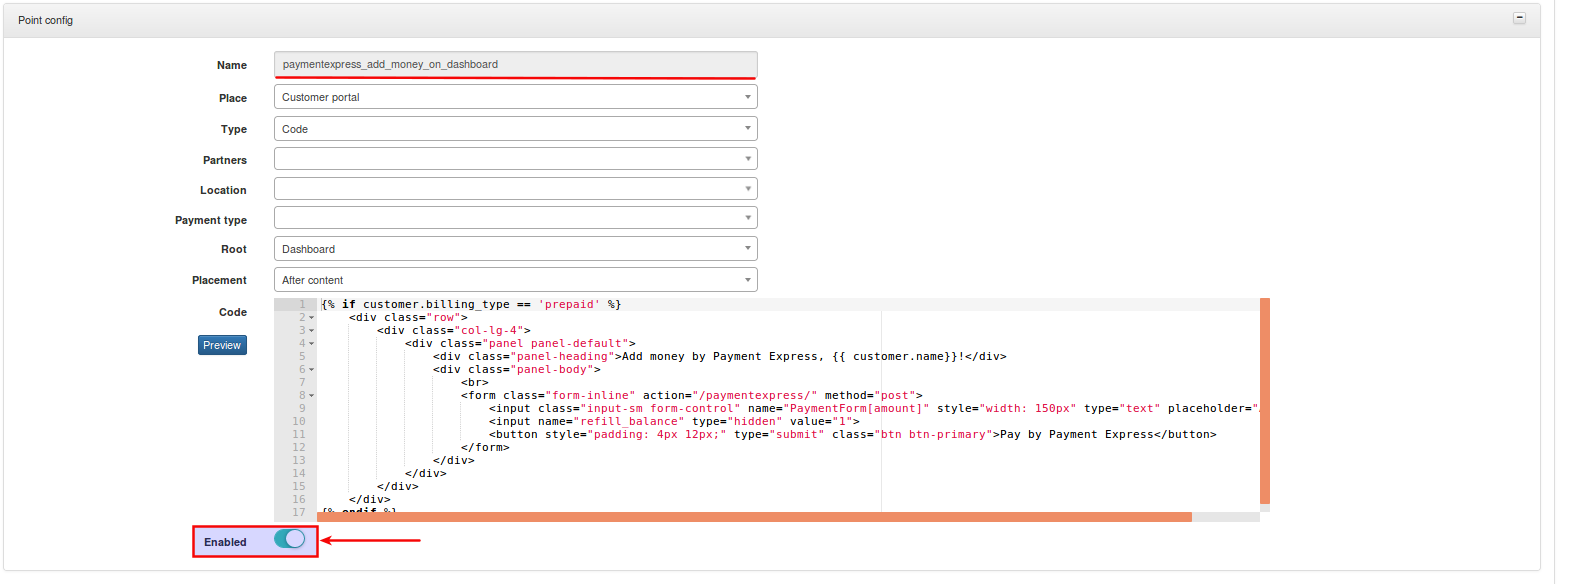 Point config
Name paymentexpress_add_money_on_dashboard
Place Customer portal
Type Code
Partners
Location
Payment type
Root Dashboard
Placement After content
Code
Preview
1 {% if customer.billing_type == 'prepaid' %}
2 <div class="row">
3 <div class="col-lg-4">
4 <div class="panel panel-default">
5 <div class="panel-heading">Add money by Payment Express, {{ customer.name}}!</div>
6 <div class="panel-body">
7 <br>
8 <form class="form-inline" action="/paymentexpress/" method="post">
9 <input class="input-sm form-control" name="PaymentForm[amount]" style="width: 150px" type="text" placeholder="
10 <input name="refill_balance" type="hidden" value="1">
11 <button style="padding: 4px 12px;" type="submit" class="btn btn-primary">Pay by Payment Express</button>
12 </form>
13 </div>
14 </div>
15 </div>
16 </div>
17 {% endif %}
Enabled